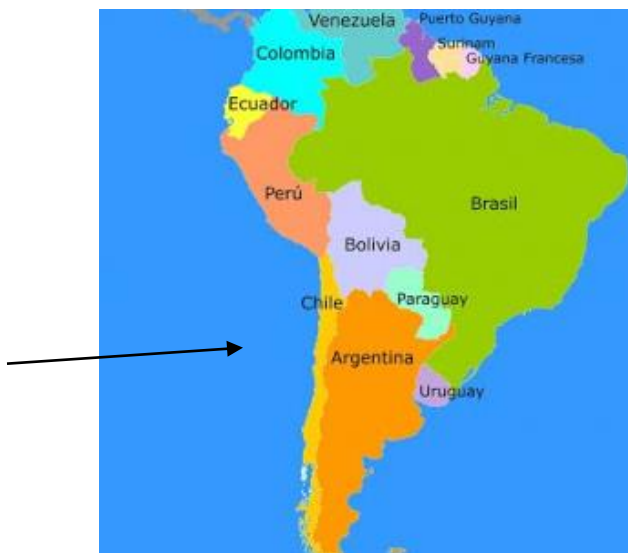 Venezuela
Puerto Guyana
Surinam
Guyana Francesa
Colombia
Ecuador
Perú
Brasil
Bolivia
Chile
Paraguay
Argentina
Uruguay